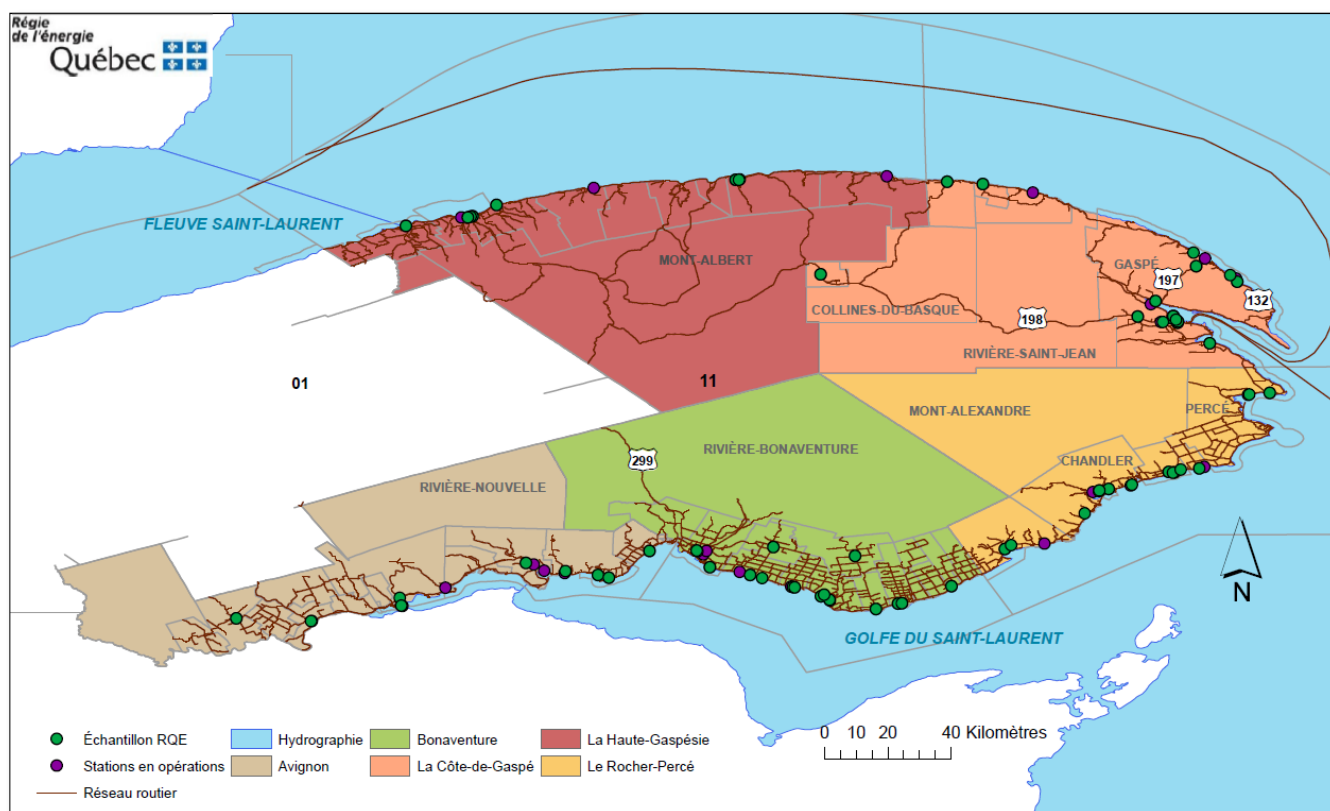 Régie
de l'énergie
Québec
FLEUVE SAINT-LAURENT
MONT-ALBERT
GASPÉ
197
132
COLLINES-DU-BASQUE
198
RIVIÈRE-SAINT-JEAN
01
11
MONT-ALEXANDRE
PERCÉ
RIVIÈRE-BONAVENTURE
299
CHANDLER
RIVIÈRE-NOUVELLE
N
GOLFE DU SAINT-LAURENT
0 10 20 40 Kilomètres
Échantillon RQE
Hydrographie
Bonaventure
La Haute-Gaspésie
Stations en opérations
Avignon
La Côte-de-Gaspé
Le Rocher-Percé
Réseau routier